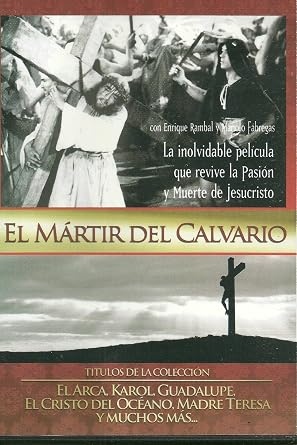 con Enrique Rambal y Manolo Fábregas
La inolvidable película
que revive la Pasión
y Muerte de Jesucristo
EL MÁRTIR DEL CALVARIO
TITULOS DE LA COLECCIÓN
EL ARCA, KAROL, GUADALUPE,
EL CRISTO DEL OCÉANO, MADRE TERESA
Y MUCHOS MÁS...